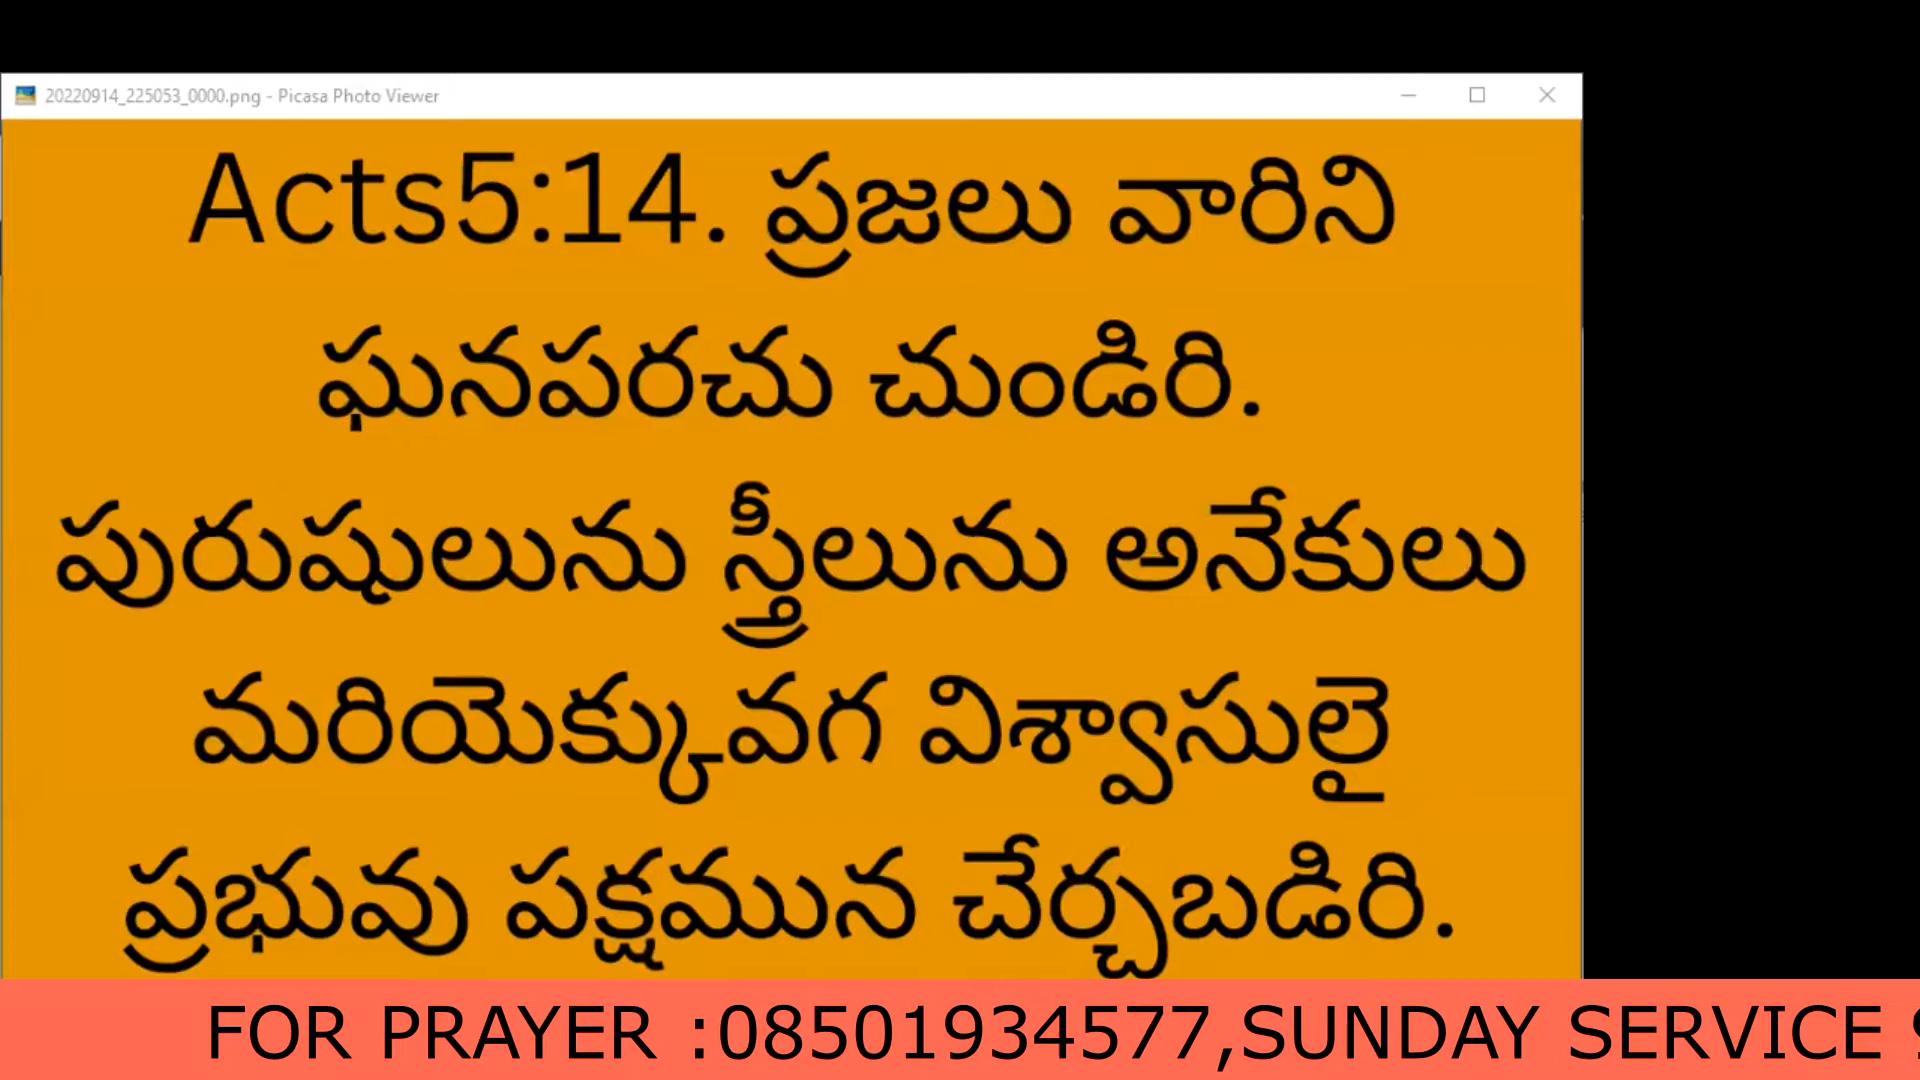 20220914_225053_0000.png - Picasa Photo Viewer
Acts5:14. ప్రజలు వారిని
ఘనపరచు చుండిరి.
పురుషులును స్త్రీలును అనేకులు
మరియెక్కువగ విశ్వాసులై
ప్రభువు పక్షమున చేర్చబడిరి.
FOR PRAYER :08501934577,SUNDAY SERVICE